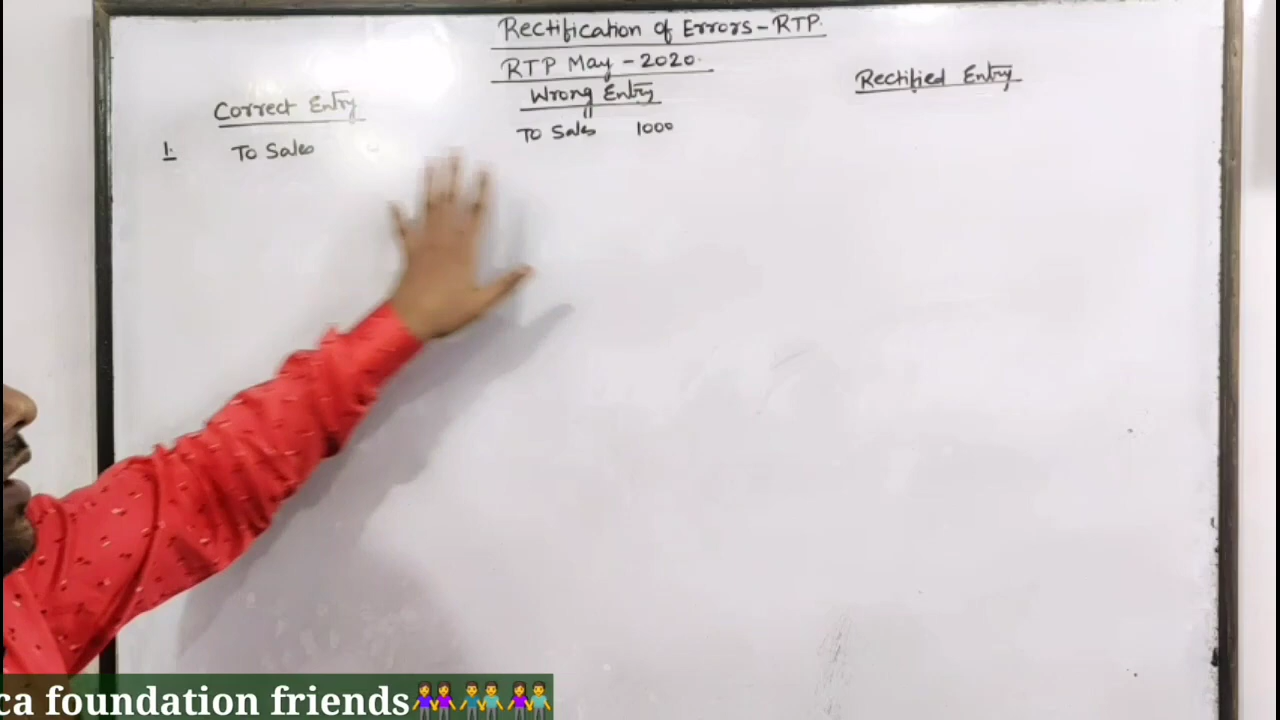 Rectification of Errors - RTP.
RTP May - 2020.
Correct Entry
Wrong Entry
Rectified Entry
1. To Sales
To Sales 1000
ca foundation friends👭👬👫